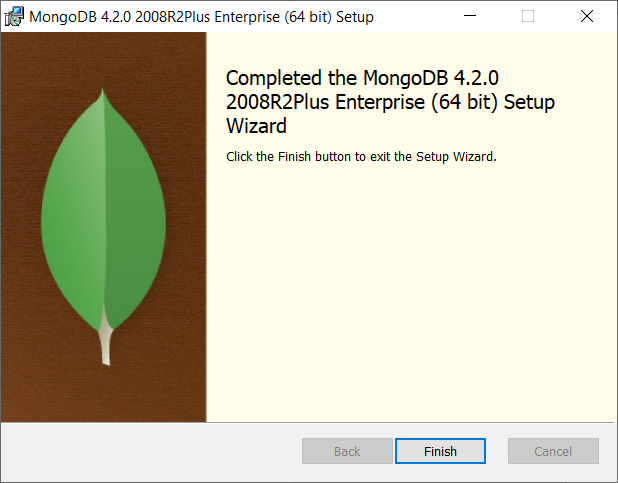 MongoDB 4.2.0 2008R2Plus Enterprise (64 bit) Setup
Completed the MongoDB 4.2.0
2008R2Plus Enterprise (64 bit) Setup
Wizard
Click the Finish button to exit the Setup Wizard.
Back
Finish
Cancel